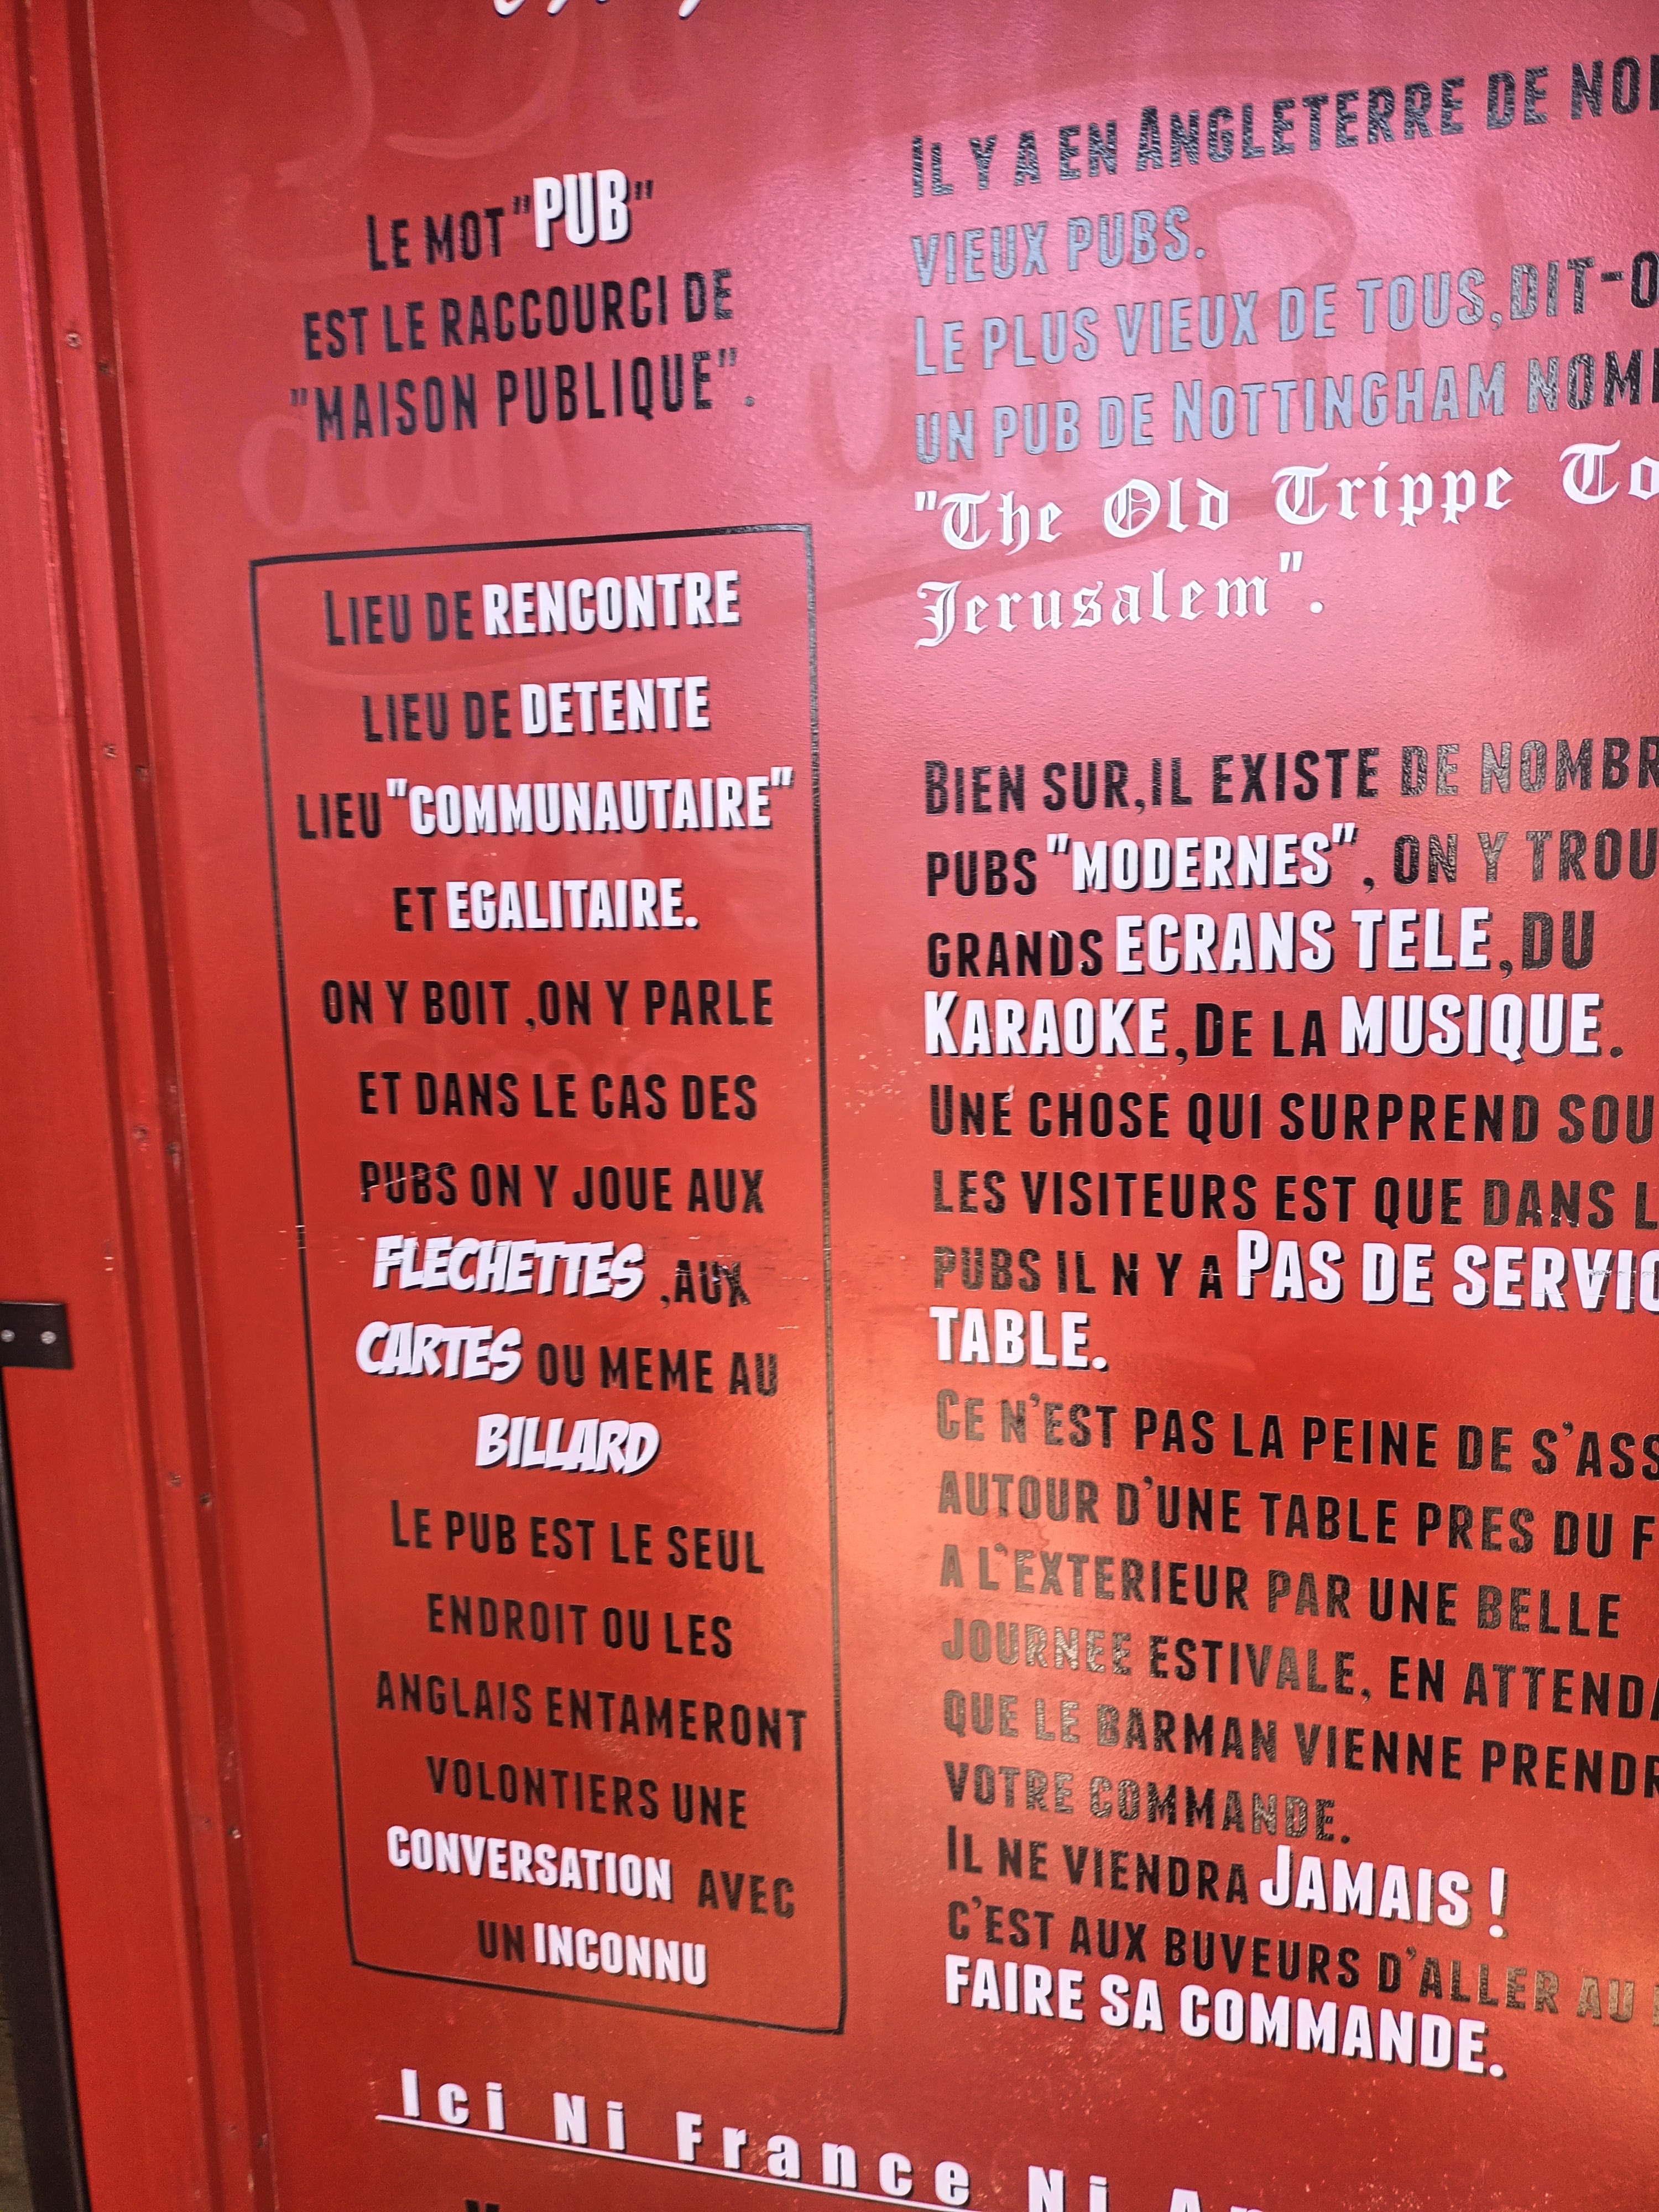 LE MOT "PUB"
EST LE RACCOURCI DE
"MAISON PUBLIQUE".
LIEU DE RENCONTRE
LIEU DE DETENTE
LIEU "COMMUNAUTAIRE"
ET EGALITAIRE.
ON Y BOIT ,ON Y PARLE
ET DANS LE CAS DES
PUBS ON Y JOUE AUX
FLECHETTES ,AUX
CARTES OU MEME AU
BILLARD
LE PUB EST LE SEUL
ENDROIT OU LES
ANGLAIS ENTAMERONT
VOLONTIERS UNE
CONVERSATION AVEC
UN INCONNU
IL Y A EN ANGLETERRE DE
VIEUX PUBS.
LE PLUS VIEUX DE TOUS,
UN PUB DE NOTTINGHAM
"The Old Trippe To
Jerusalem".
BIEN SUR,IL EXISTE DE
PUBS "MODERNES", ON Y
GRANDS ECRANS TELE,DU
KARAOKE,DE LA MUSIQUE.
UNE CHOSE QUI SURPREND
LES VISITEURS EST QUE DANS
PUBS IL N Y A PAS DE
TABLE.
CE N'EST PAS LA PEINE DE
AUTOUR D'UNE TABLE PRES DU
A L'EXTERIEUR PAR UNE BELLE
JOURNEE ESTIVALE, EN
QUE LE BARMAN VIENNE
VOTRE COMMANDE.
IL NE VIENDRA JAMAIS !
C'EST AUX BUVEURS D'ALLER AU
FAIRE SA COMMANDE.
Ici Ni France Ni